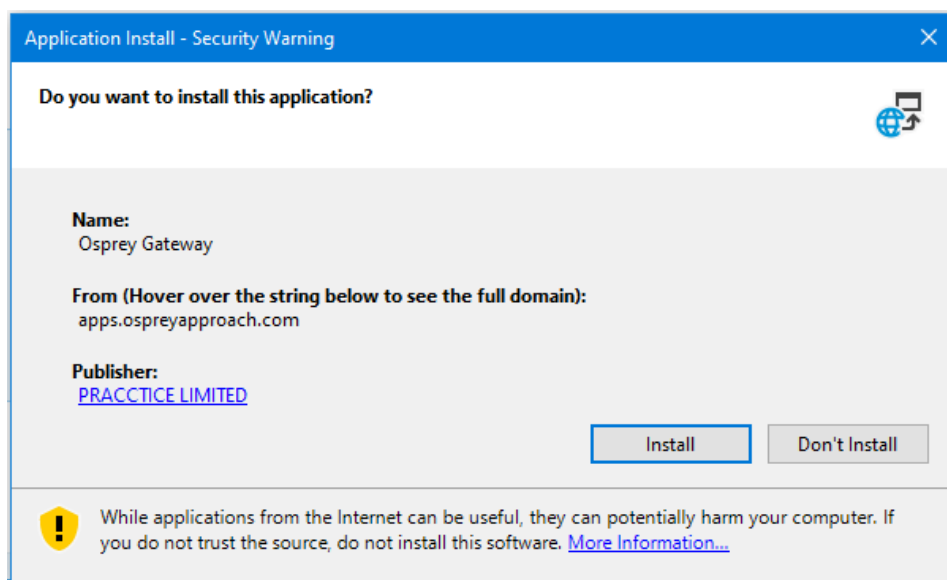 Application Install - Security Warning
Do you want to install this application?
Name:
Osprey Gateway
From (Hover over the string below to see the full domain):
apps.ospreyapproach.com
Publisher:
PRACCTICE LIMITED
Install
Don't Install
While applications from the Internet can be useful, they can potentially harm your computer. If
you do not trust the source, do not install this software. More Information...